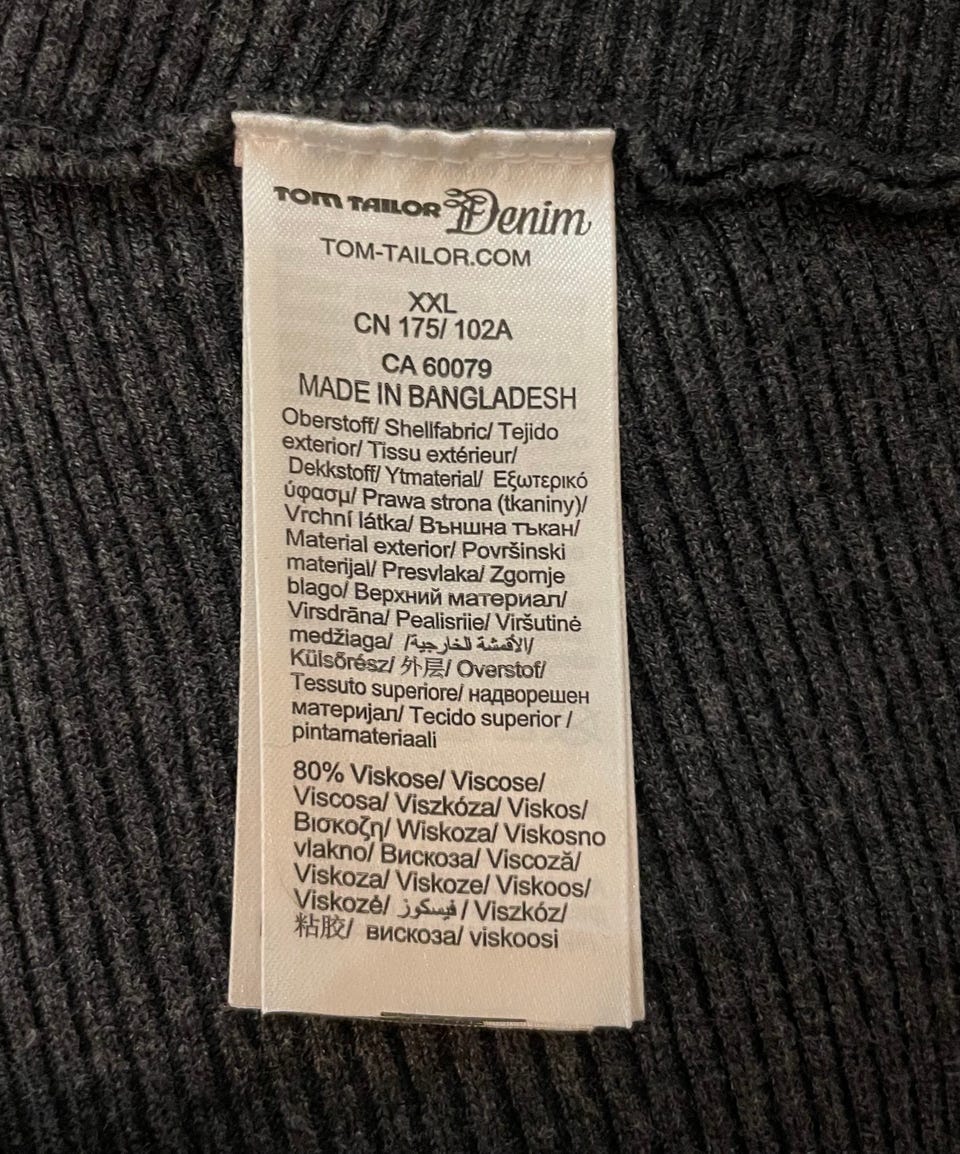 TOM TAILOR Denim
TOM-TAILOR.COM
XXL
CN 175/ 102A
CA 60079
MADE IN BANGLADESH
Oberstoff/ Shellfabric/ Tejido
exterior/ Tissu extérieur/
Dekkstoff/ Ytmaterial/ Εξωτερικό
ύφασμ/ Prawa strona (tkaniny)/
Vrchní látka/ Външна тъкан/
Material exterior/ Površinski
materijal/ Presvlaka/ Zgornje
blago/ Верхний материал/
Virsdrāna/ Pealisriie/ Viršutinė
medžiaga/ الأقمشة الخارجية/
Külsőrész/ 外层/ Overstof/
Tessuto superiore/ надворешен
материјал/ Tecido superior /
pintamateriaali
80% Viskose/ Viscose/
Viscosa/ Viszkóza/ Viskos/
Βισκοζη/ Wiskoza/ Viskosno
vlakno/ Вискоза/ Viscoză/
Viskoza/ Viskoze/ Viskoos/
Viskozė/ فيسكوز / Viszkóz/
粘胶/ вискоза/ viskoosi